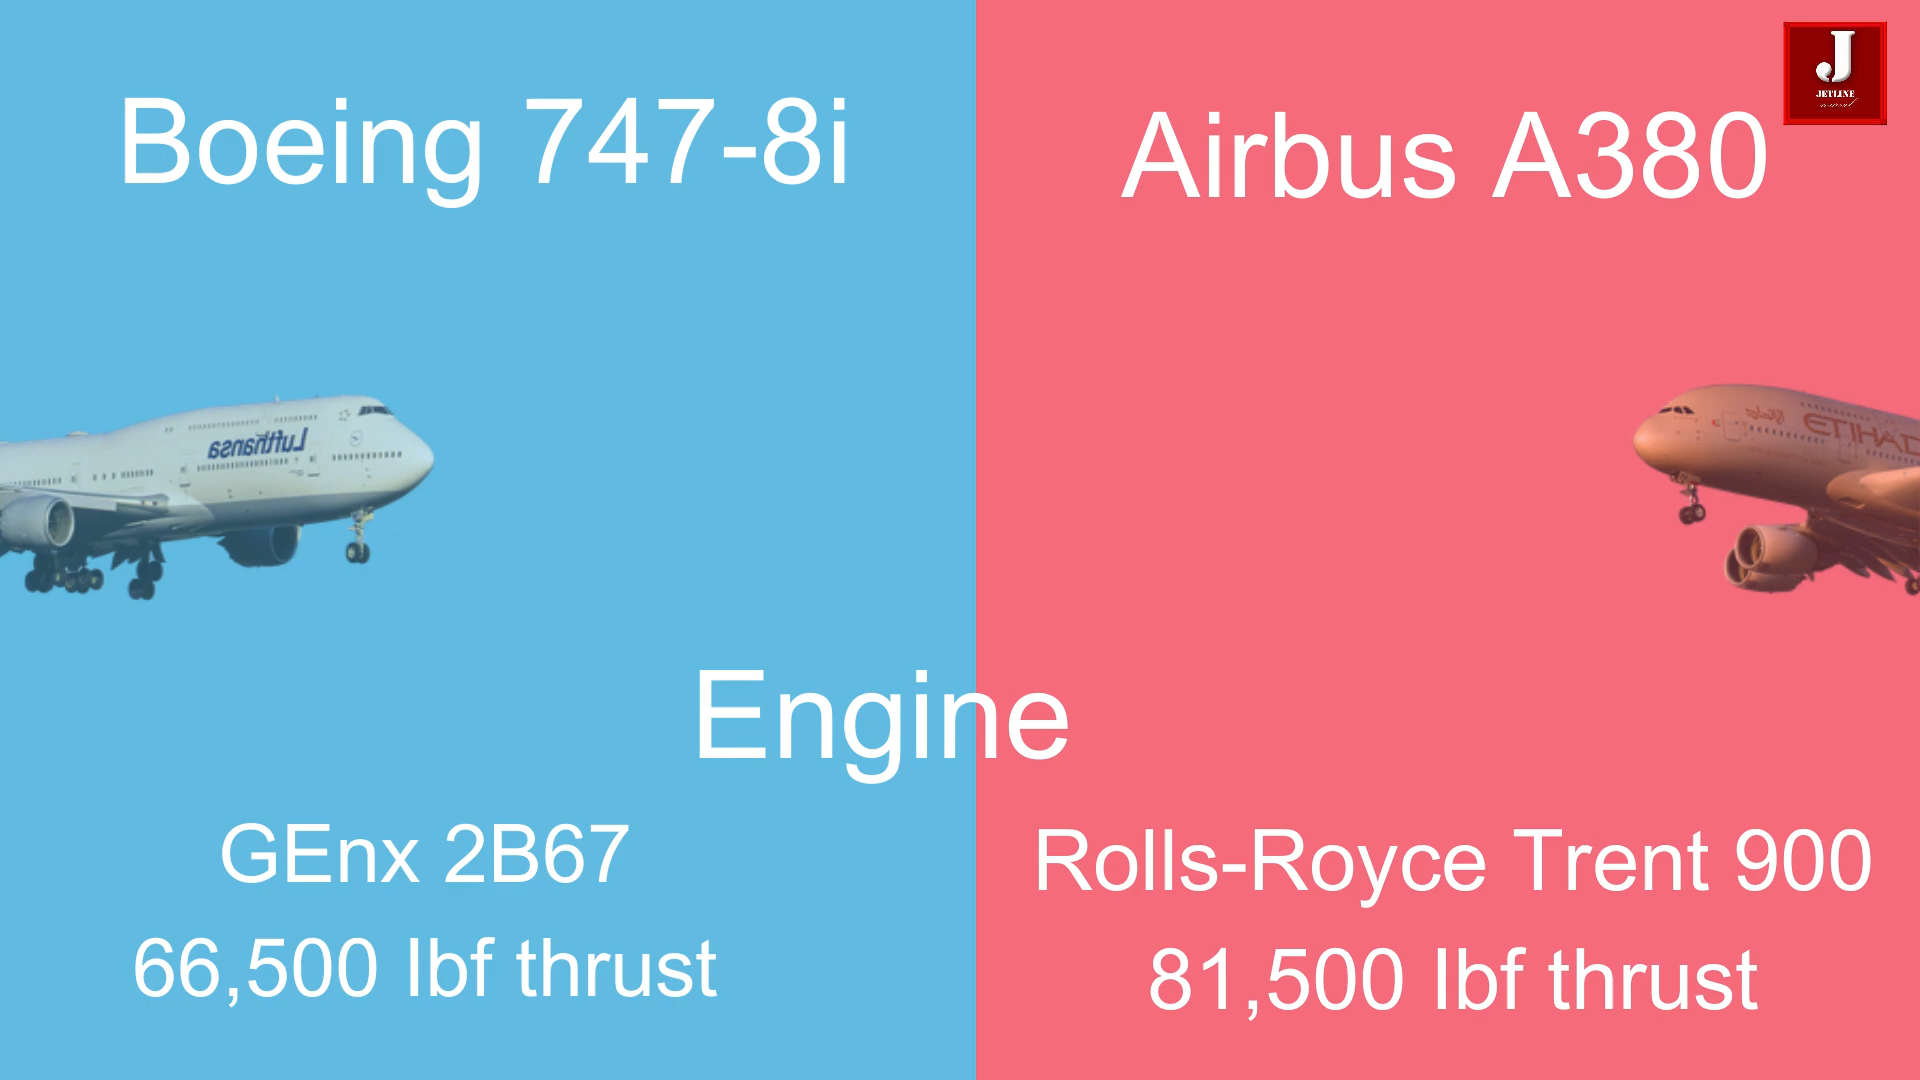 Boeing 747-8i
Airbus A380
J
JETLINE
Lufthansa
ETIHAD
Engine
GEnx 2B67
66,500 lbf thrust
Rolls-Royce Trent 900
81,500 lbf thrust